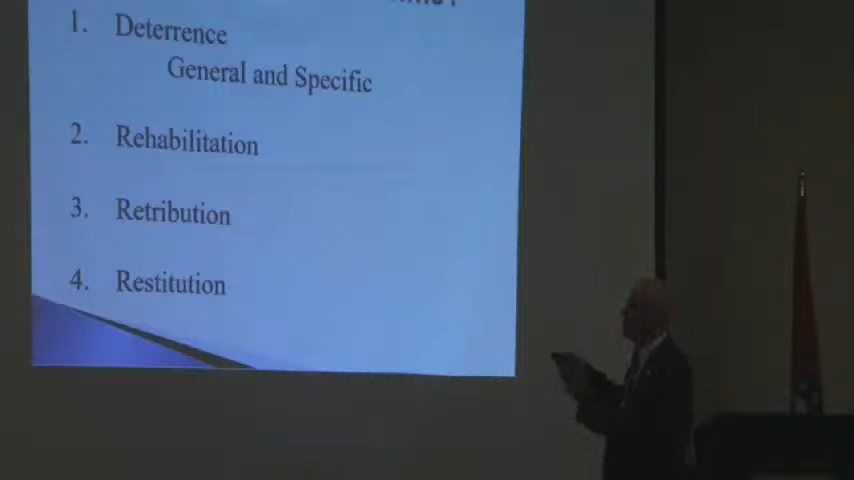 1. Deterrence
General and Specific
2. Rehabilitation
3. Retribution
4. Restitution